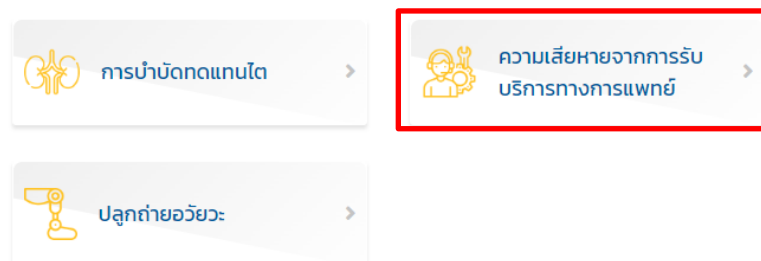 การบำบัดทดแทนไต
ความเสียหายจากการรับ
บริการทางการแพทย์
ปลูกถ่ายอวัยวะ